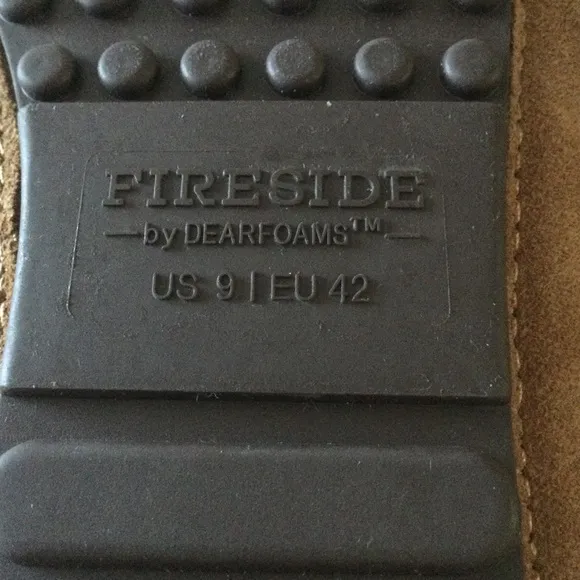 FIRESIDE
by DEARFOAMS™
US 9 | EU 42